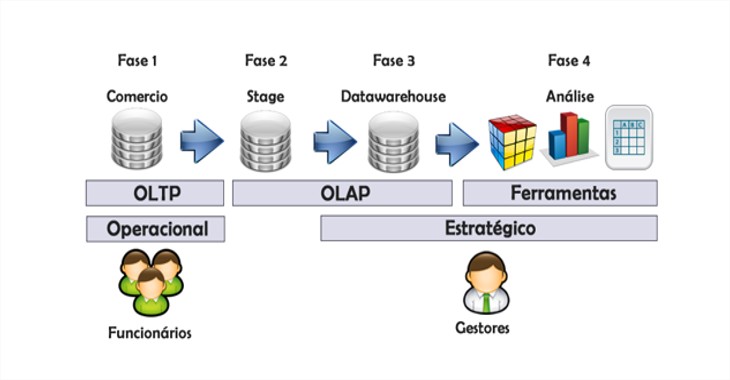 Fase 1
Fase 2
Fase 3
Fase 4
Comercio
Stage
Datawarehouse
Análise
A B C
1
2
3
OLTP
OLAP
Ferramentas
Operacional
Estratégico
Funcionários
Gestores